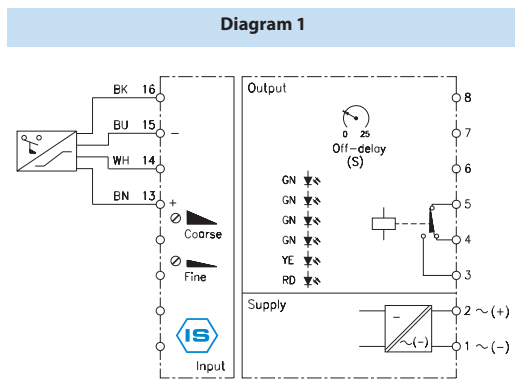 Diagram 1
BK 16
BU 15 −
WH 14
BN 13 +
Coarse
Fine
IS
Input
Output
0 25
Off-delay
(S)
GN
GN
GN
GN
YE
RD
8
7
6
5
4
3
Supply
− ~(−)
2 ~(+)
1 ~(−)